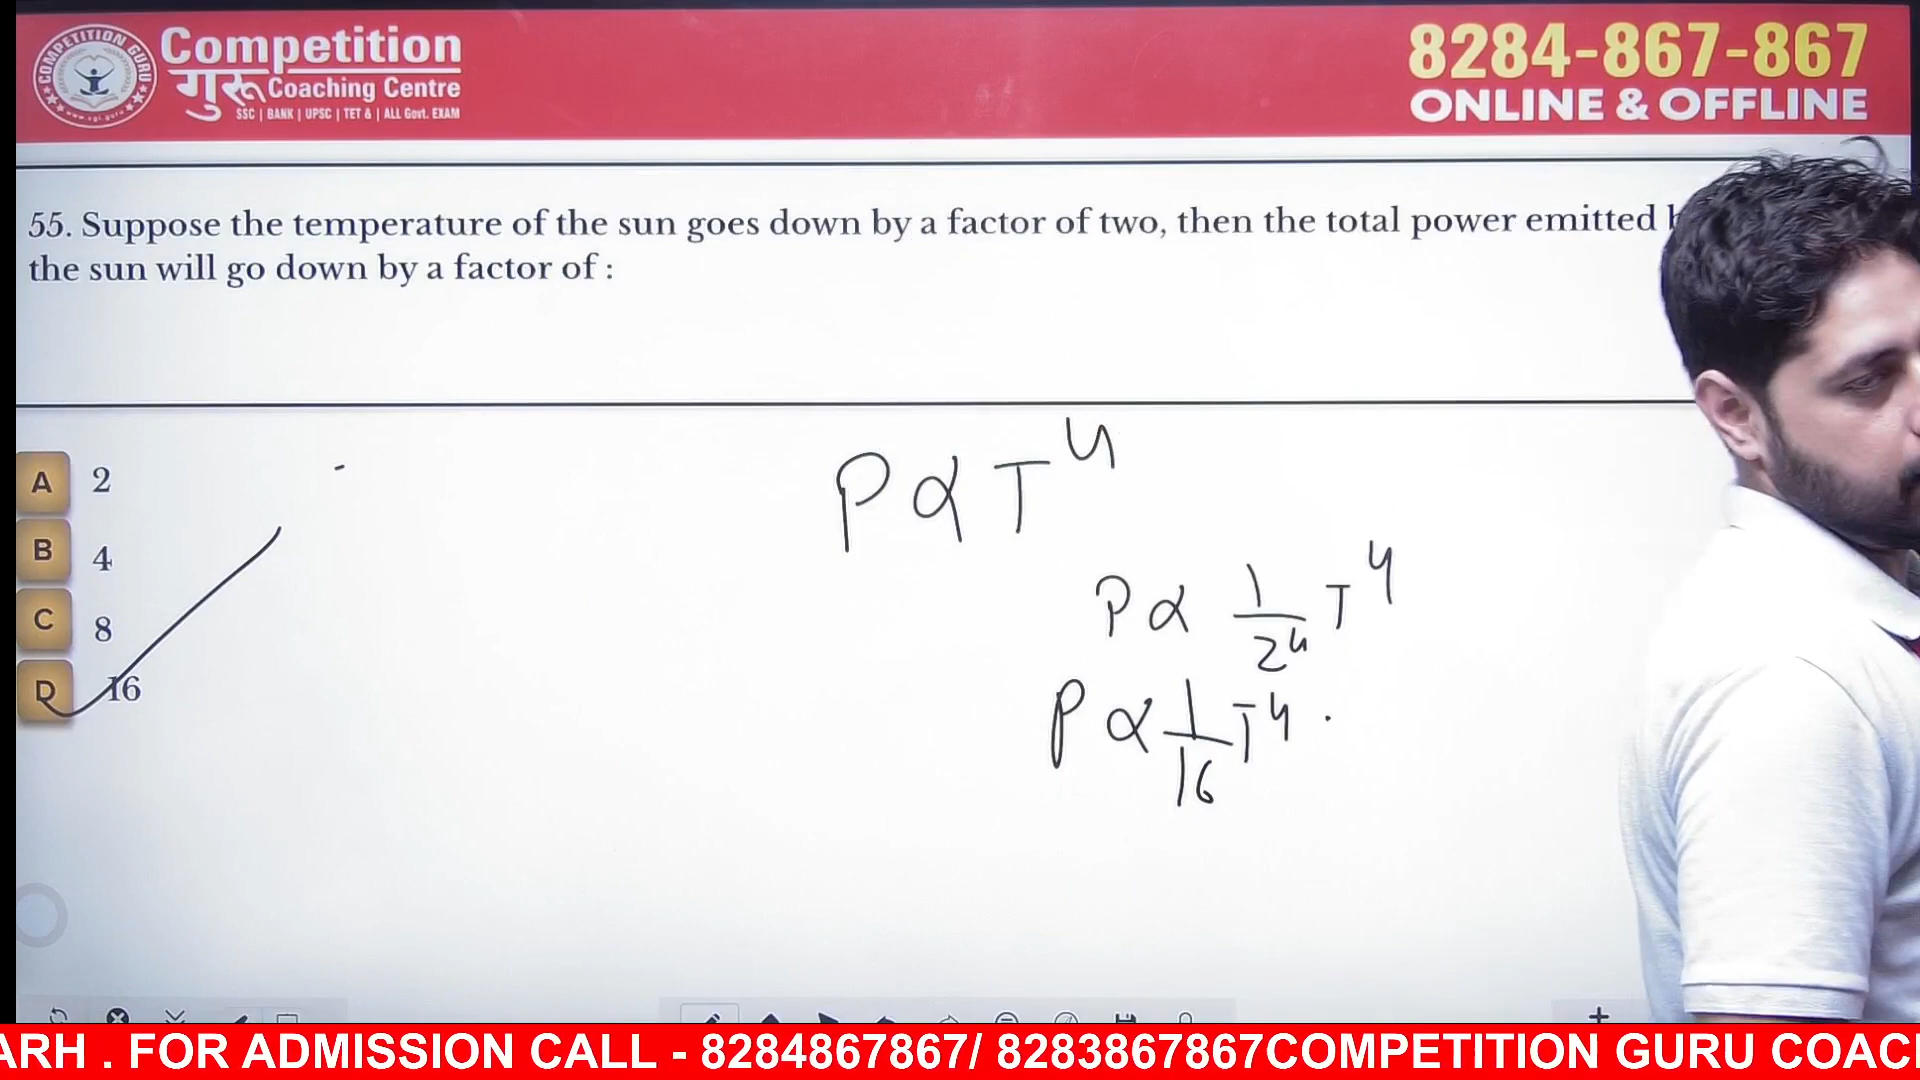 COMPETITION GURU
Competition
गुरू Coaching Centre
SSC | BANK | UPSC | TET & | ALL Govt. EXAM
8284-867-867
ONLINE & OFFLINE
55. Suppose the temperature of the sun goes down by a factor of two, then the total power emitted
the sun will go down by a factor of :
A 2
B 4
C 8
D 16
P ∝ T⁴
P ∝ 1/2⁴ T⁴
P ∝ 1/16 T⁴ .
ARH . FOR ADMISSION CALL - 8284867867/ 8283867867COMPETITION GURU COAC